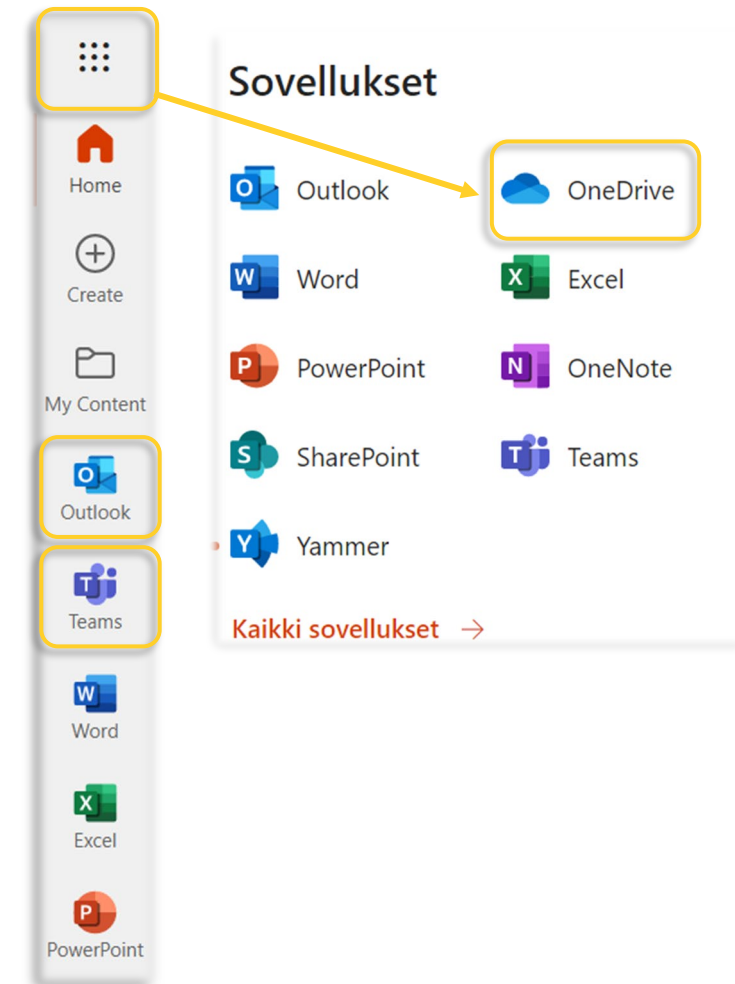 Home
Create
My Content
Outlook
Teams
Word
Excel
PowerPoint
Sovellukset
Outlook
OneDrive
Word
Excel
PowerPoint
OneNote
SharePoint
Teams
Yammer
Kaikki sovellukset →